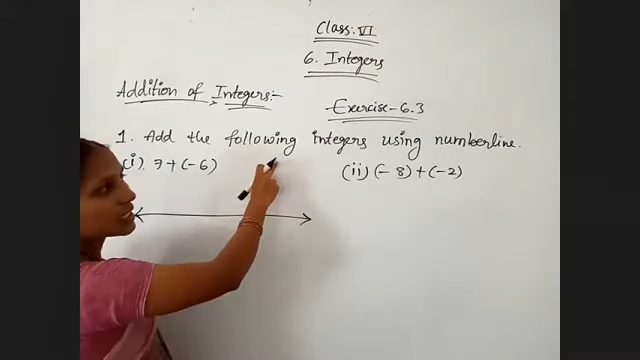 Class: VI
6. Integers
Addition of Integers:-
Exercise-6.3
1. Add the following integers using numberline.
(i). 7+(-6) (ii) (-8)+(-2)